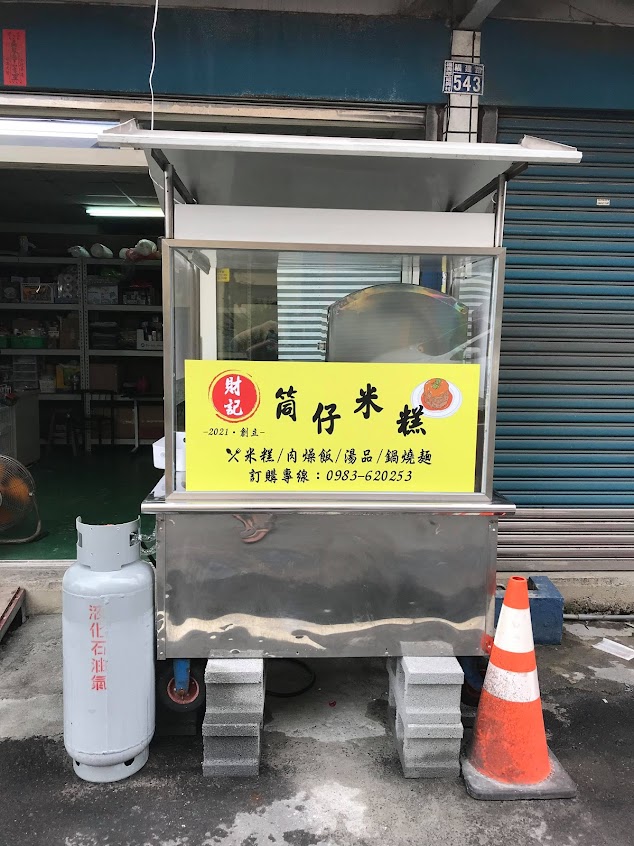 543
財記
筒仔米糕
-2021·創立-
米糕/肉燥飯/湯品/鍋燒麵
訂購專線：0983-620253
液化石油氣